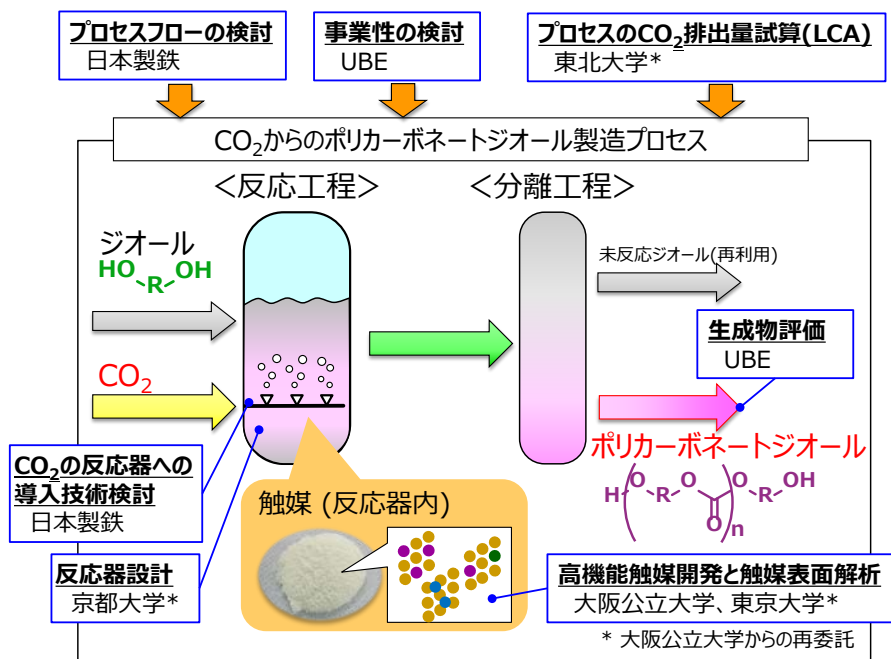 プロセスフローの検討
日本製鉄
事業性の検討
UBE
プロセスのCO₂排出量試算(LCA)
東北大学*
CO₂からのポリカーボネートジオール製造プロセス
＜反応工程＞
＜分離工程＞
ジオール
HO-R-OH
未反応ジオール(再利用)
生成物評価
UBE
CO₂
ポリカーボネートジオール
H O R O O O R OH n
CO₂の反応器への
導入技術検討
日本製鉄
触媒 (反応器内)
反応器設計
京都大学*
高機能触媒開発と触媒表面解析
大阪公立大学、東京大学*
* 大阪公立大学からの再委託